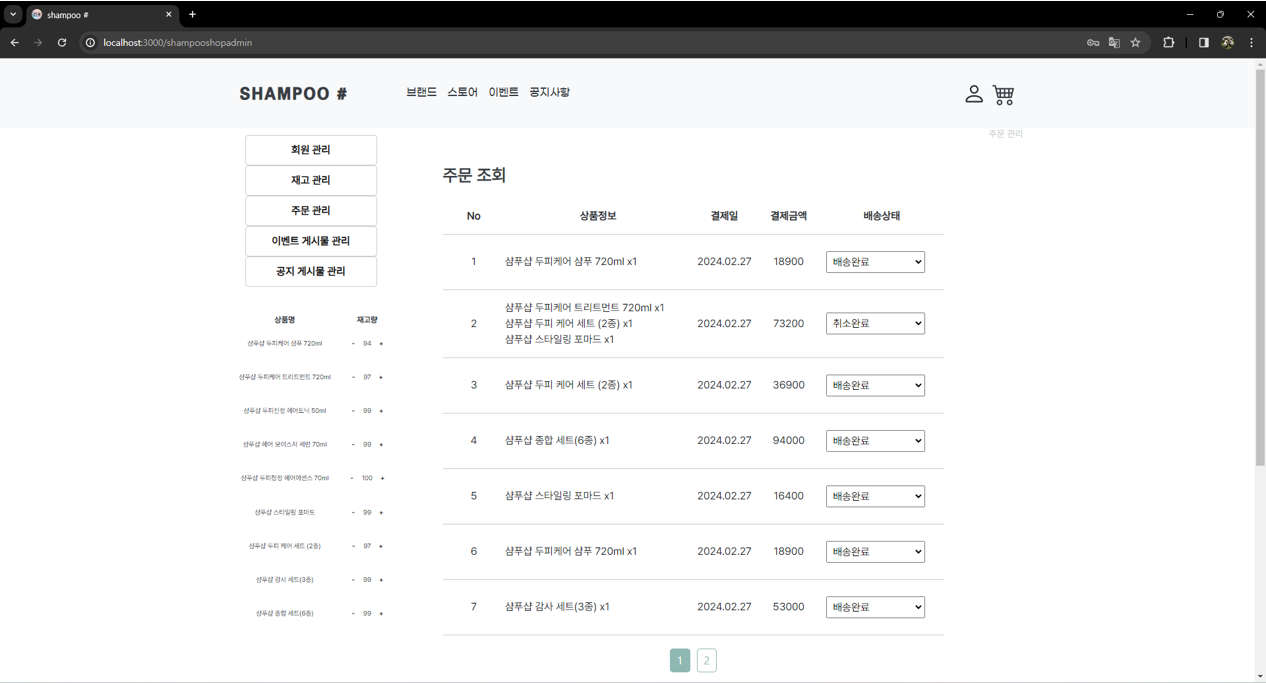 shampoo #
localhost:3000/shampooshopadmin
SHAMPOO #
브랜드 스토어 이벤트 공지사항
주문 관리
회원 관리
재고 관리
주문 관리
이벤트 게시물 관리
공지 게시물 관리
상품명 재고량
샴푸샵 두피케어 샴푸 720ml - 94 +
샴푸샵 두피케어 트리트먼트 720ml - 97 +
샴푸샵 두피진정 헤어토닉 50ml - 99 +
샴푸샵 헤어 모이스처 세럼 70ml - 99 +
샴푸샵 두피청정 헤어에센스 70ml - 100 +
샴푸샵 스타일링 포마드 - 99 +
샴푸샵 두피 케어 세트 (2종) - 97 +
샴푸샵 감사 세트(3종) - 99 +
샴푸샵 종합 세트(6종) - 99 +
주문 조회
No 상품정보 결제일 결제금액 배송상태
1 샴푸샵 두피케어 샴푸 720ml x1 2024.02.27 18900 배송완료
샴푸샵 두피케어 트리트먼트 720ml x1
2 샴푸샵 두피 케어 세트 (2종) x1 2024.02.27 73200 취소완료
샴푸샵 스타일링 포마드 x1
3 샴푸샵 두피 케어 세트 (2종) x1 2024.02.27 36900 배송완료
4 샴푸샵 종합 세트(6종) x1 2024.02.27 94000 배송완료
5 샴푸샵 스타일링 포마드 x1 2024.02.27 16400 배송완료
6 샴푸샵 두피케어 샴푸 720ml x1 2024.02.27 18900 배송완료
7 샴푸샵 감사 세트(3종) x1 2024.02.27 53000 배송완료
1 2